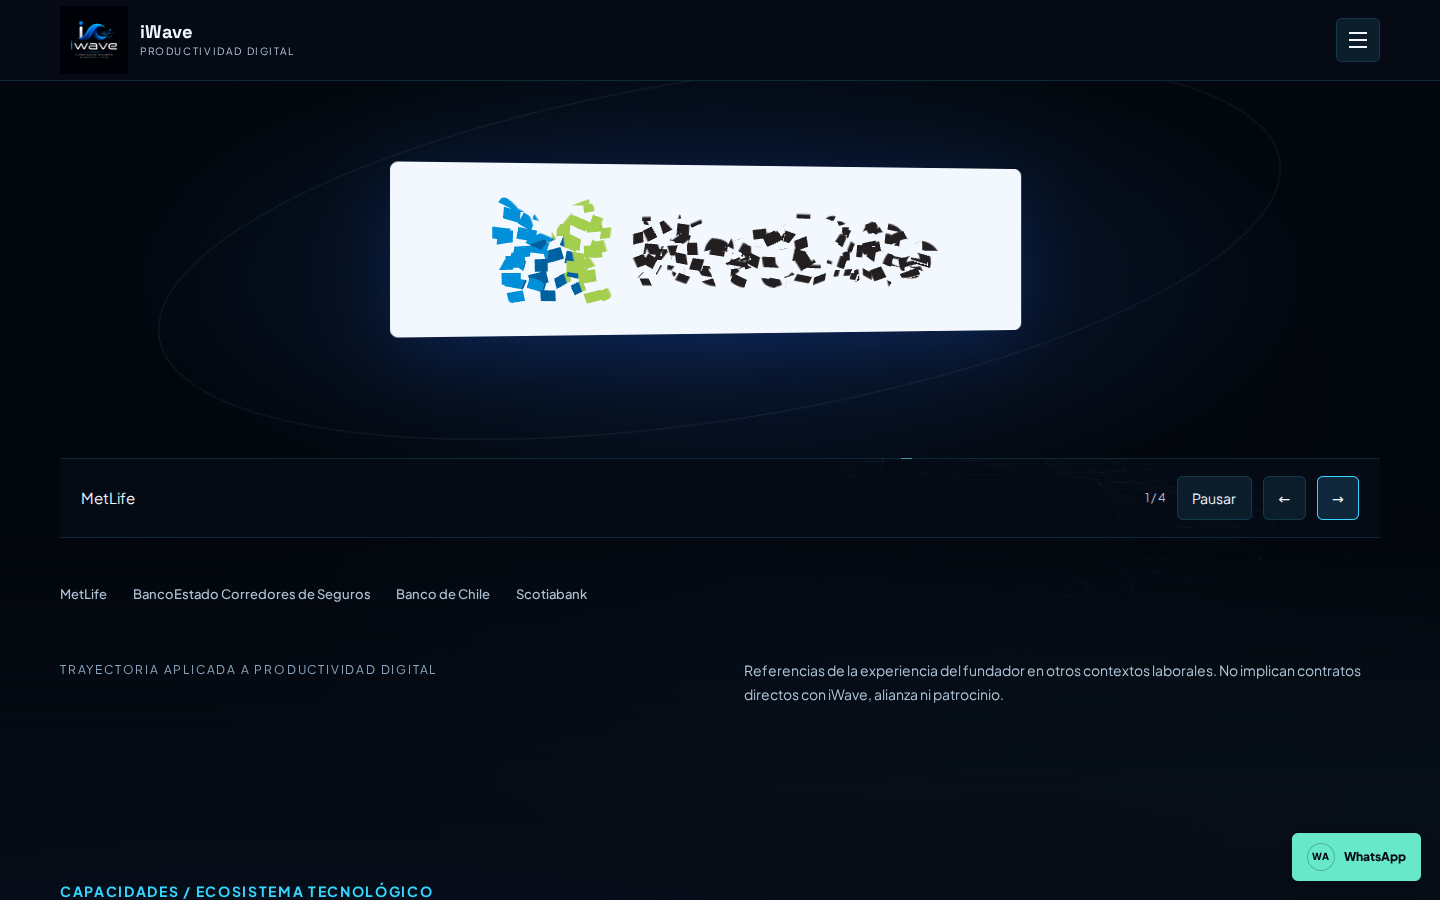 iwave
iWave
PRODUCTIVIDAD DIGITAL
MetLife
1/4
Pausar
←
→
MetLife
BancoEstado Corredores de Seguros
Banco de Chile
Scotiabank
TRAYECTORIA APLICADA A PRODUCTIVIDAD DIGITAL
Referencias de la experiencia del fundador en otros contextos laborales. No implican contratos
directos con iWave, alianza ni patrocinio.
WA
WhatsApp
CAPACIDADES / ECOSISTEMA TECNOLÓGICO